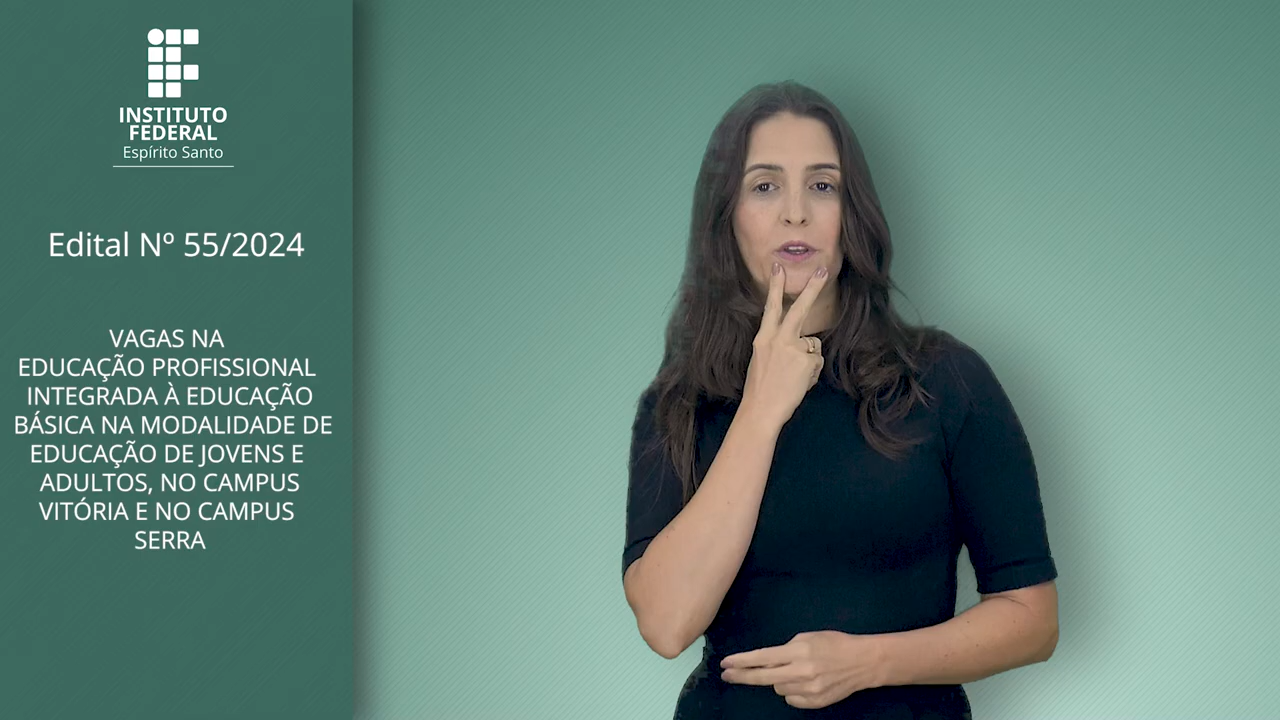 INSTITUTO
FEDERAL
Espírito Santo
Edital Nº 55/2024
VAGAS NA
EDUCAÇÃO PROFISSIONAL
INTEGRADA À EDUCAÇÃO
BÁSICA NA MODALIDADE DE
EDUCAÇÃO DE JOVENS E
ADULTOS, NO CAMPUS
VITÓRIA E NO CAMPUS
SERRA